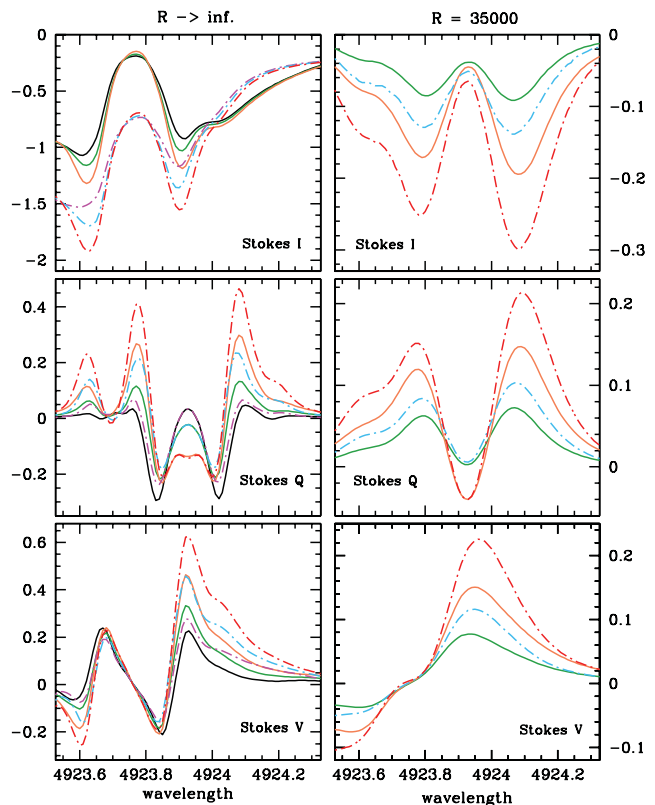 R -> inf.
R = 35000
0
-0.5
-1
-1.5
-2
Stokes I
0
-0.1
-0.2
-0.3
Stokes I
0.4
0.2
0
-0.2
Stokes Q
0.2
0.1
0
Stokes Q
0.6
0.4
0.2
0
-0.2
Stokes V
0.2
0.1
0
-0.1
Stokes V
4923.6 4923.8 4924 4924.2
4923.6 4923.8 4924 4924.2
wavelength
wavelength